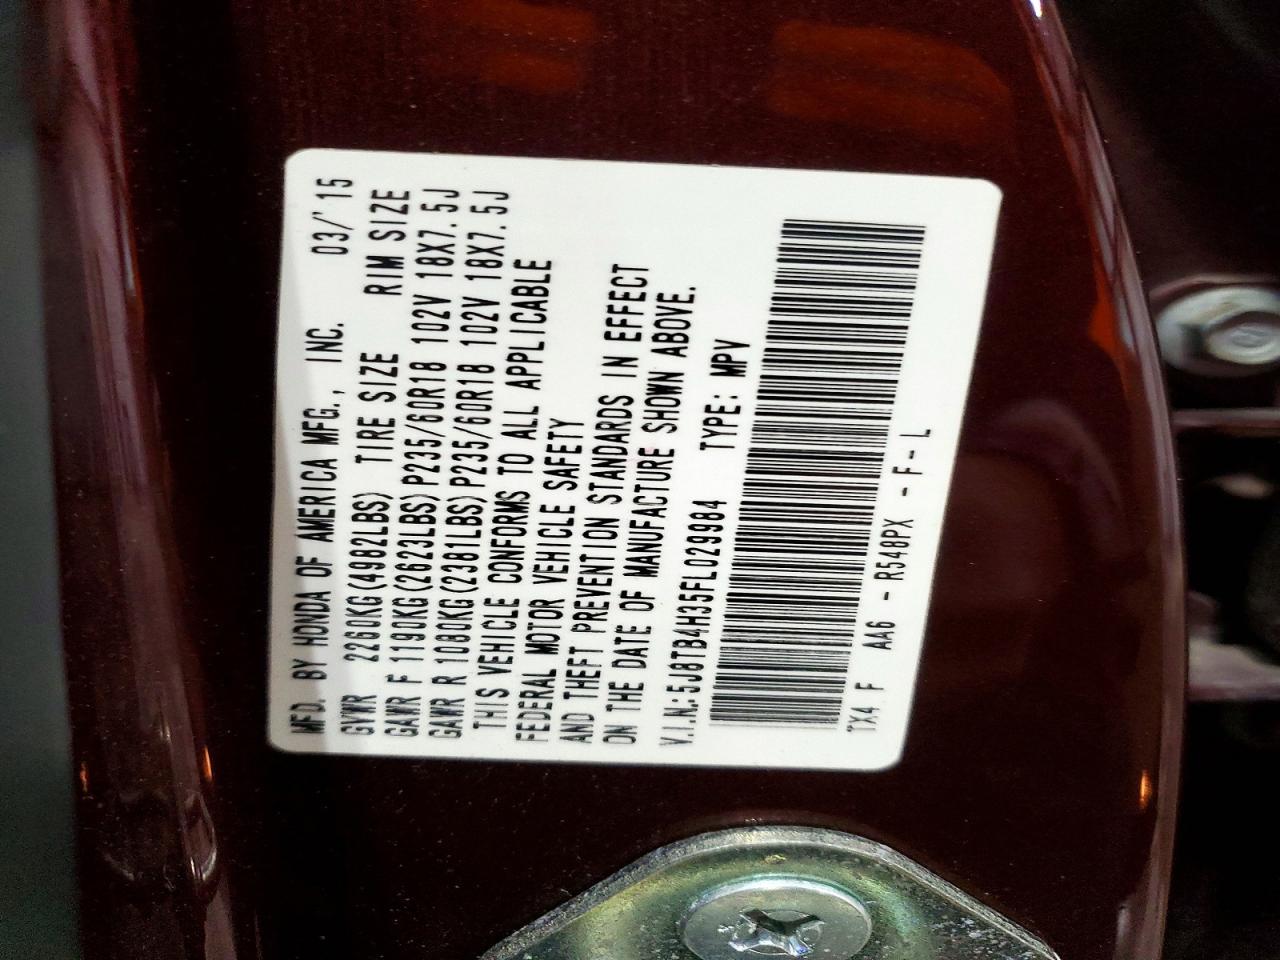 MFD. BY HONDA OF AMERICA MFG., INC. 03/'15
GVWR 2260KG(4982LBS) TIRE SIZE RIM SIZE
GAWR F 1190KG(2623LBS)P235/60R18 102V 18X7.5J
GAWR R 1080KG(2381LBS)P235/60R18 102V 18X7.5J
THIS VEHICLE CONFORMS TO ALL APPLICABLE
FEDERAL MOTOR VEHICLE SAFETY
AND THEFT PREVENTION STANDARDS IN EFFECT
ON THE DATE OF MANUFACTURE SHOWN ABOVE.
V.I.N.:5J8TB4H35FL029984 TYPE: MPV
TX4 F AA6 - R548PX - F-L